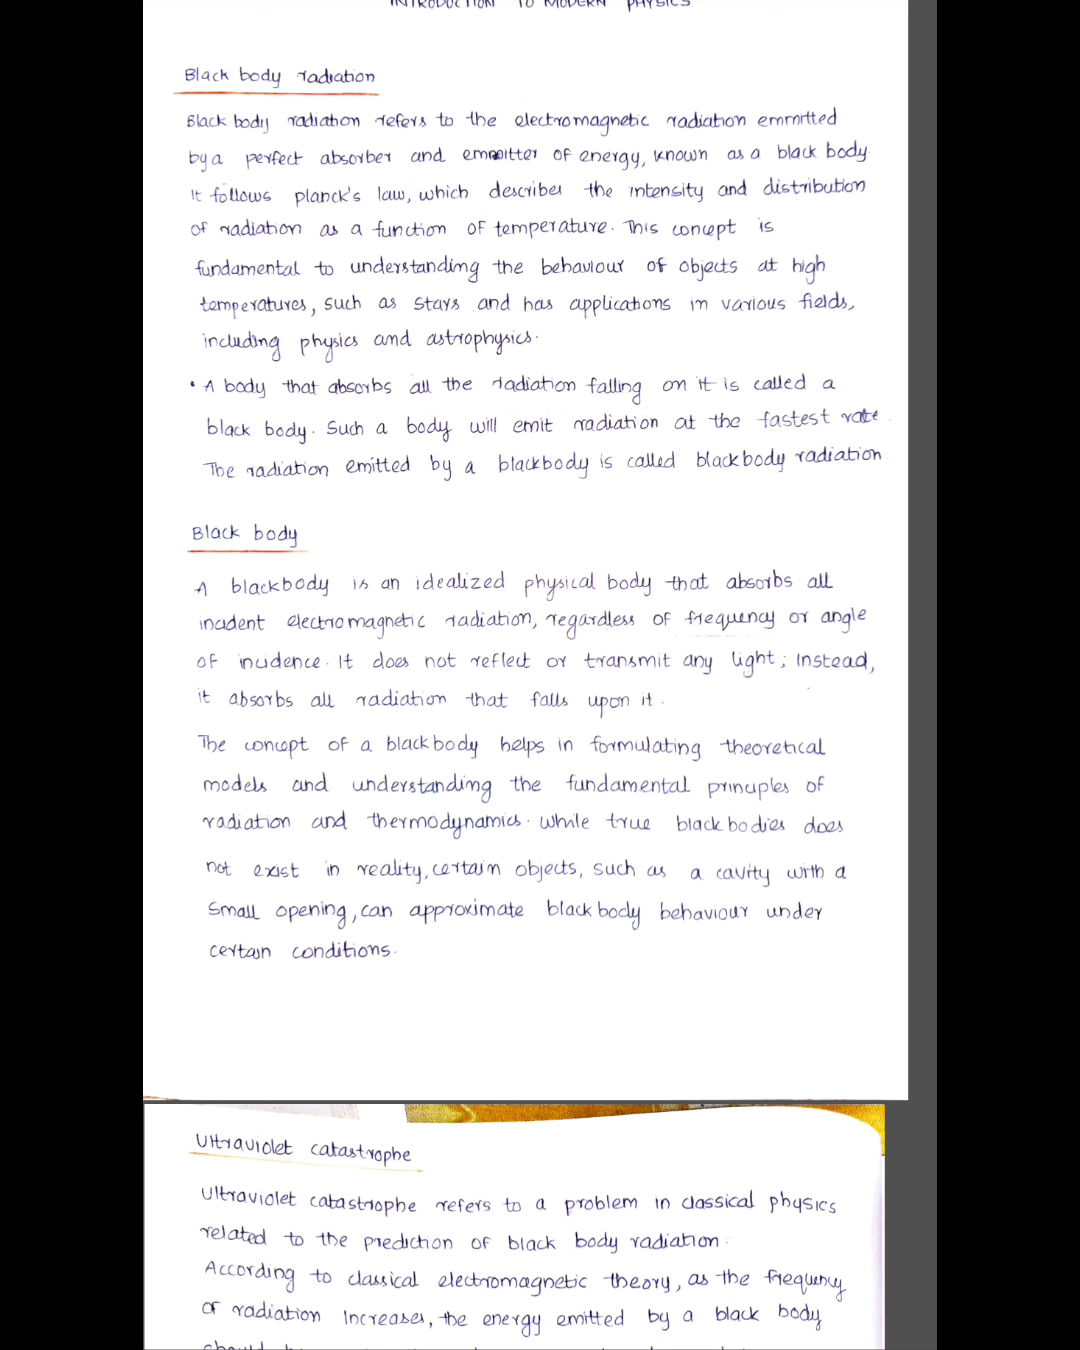 INTRODUCTION TO MODERN PHYSICS
Black body radiation
Black body radiation refers to the electromagnetic radiation emmitted
by a perfect absorber and emmitter of energy, known as a black body.
It follows planck's law, which describes the intensity and distribution
of radiation as a function of temperature. This concept is
fundamental to understanding the behaviour of objects at high
temperatures, such as stars and has applications in various fields,
including physics and astrophysics.
• A body that absorbs all the radiation falling on it is called a
black body. Such a body will emit radiation at the fastest rate.
The radiation emitted by a blackbody is called blackbody radiation
Black body
A blackbody is an idealized physical body that absorbs all
incident electromagnetic radiation, regardless of frequency or angle
of incidence. It does not reflect or transmit any light; instead,
it absorbs all radiation that falls upon it.
The concept of a blackbody helps in formulating theoretical
models and understanding the fundamental principles of
radiation and thermodynamics. While true blackbodies does
not exist in reality, certain objects, such as a cavity with a
small opening, can approximate blackbody behaviour under
certain conditions.
Ultraviolet catastrophe
Ultraviolet catastrophe refers to a problem in classical physics
related to the prediction of black body radiation.
According to classical electromagnetic theory, as the frequency
of radiation increases, the energy emitted by a black body